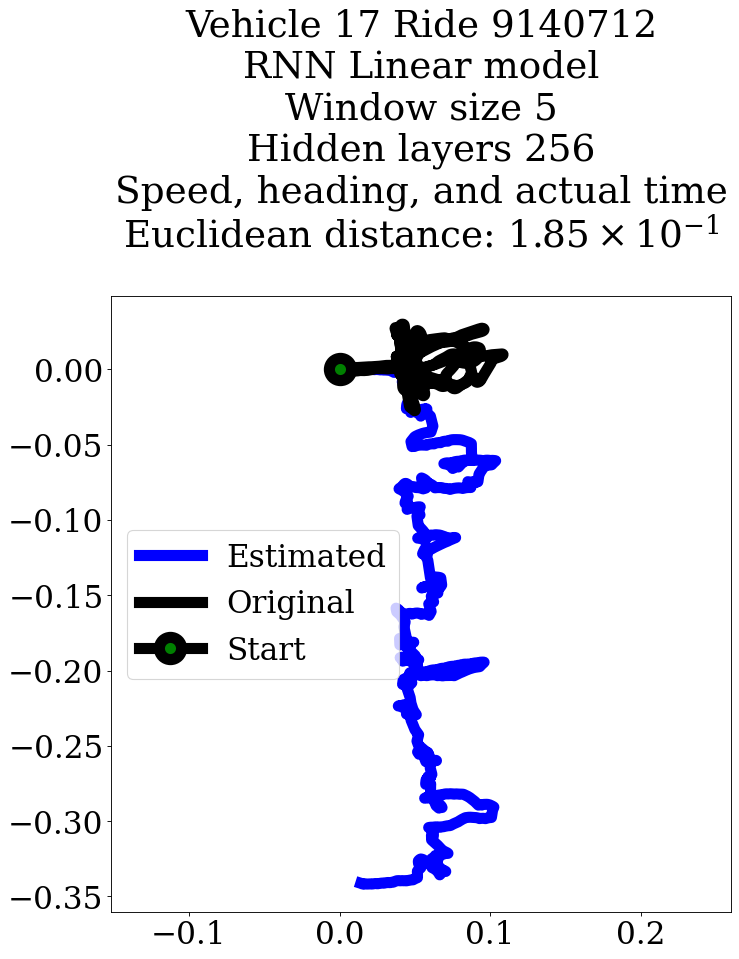 Vehicle 17 Ride 9140712
RNN Linear model
Window size 5
Hidden layers 256
Speed, heading, and actual time
Euclidean distance: 1.85 × 10⁻¹
0.00
−0.05
−0.10
−0.15
−0.20
−0.25
−0.30
−0.35
Estimated
Original
Start
−0.1
0.0
0.1
0.2